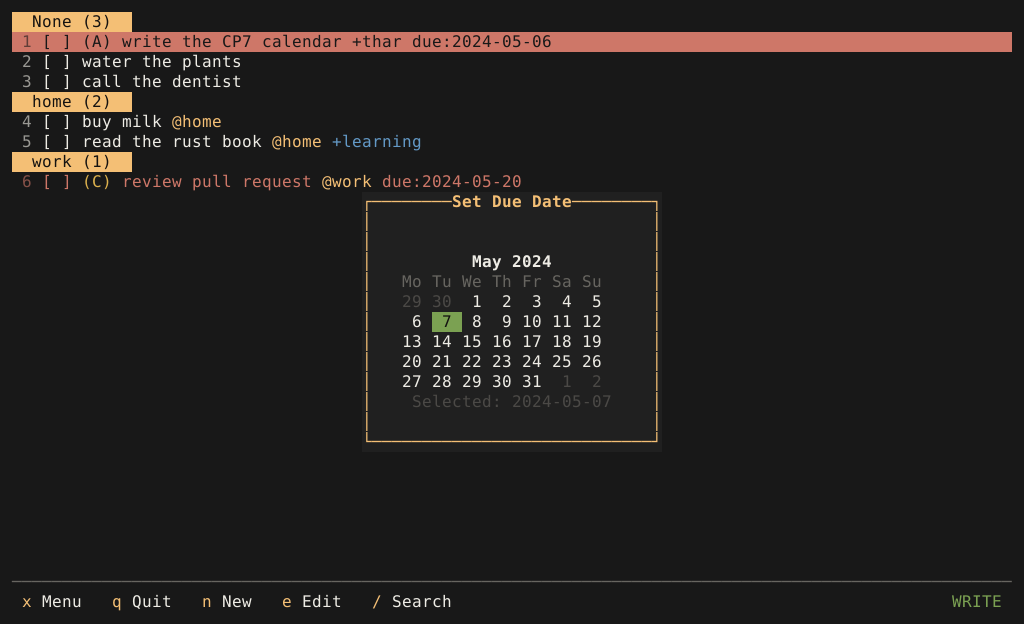 None (3)
1 [ ] (A) write the CP7 calendar +thar due:2024-05-06
2 [ ] water the plants
3 [ ] call the dentist
home (2)
4 [ ] buy milk @home
5 [ ] read the rust book @home +learning
work (1)
6 [ ] (C) review pull request @work due:2024-05-20
Set Due Date
May 2024
Mo Tu We Th Fr Sa Su
29 30 1 2 3 4 5
6 7 8 9 10 11 12
13 14 15 16 17 18 19
20 21 22 23 24 25 26
27 28 29 30 31 1 2
Selected: 2024-05-07
x Menu q Quit n New e Edit / Search WRITE